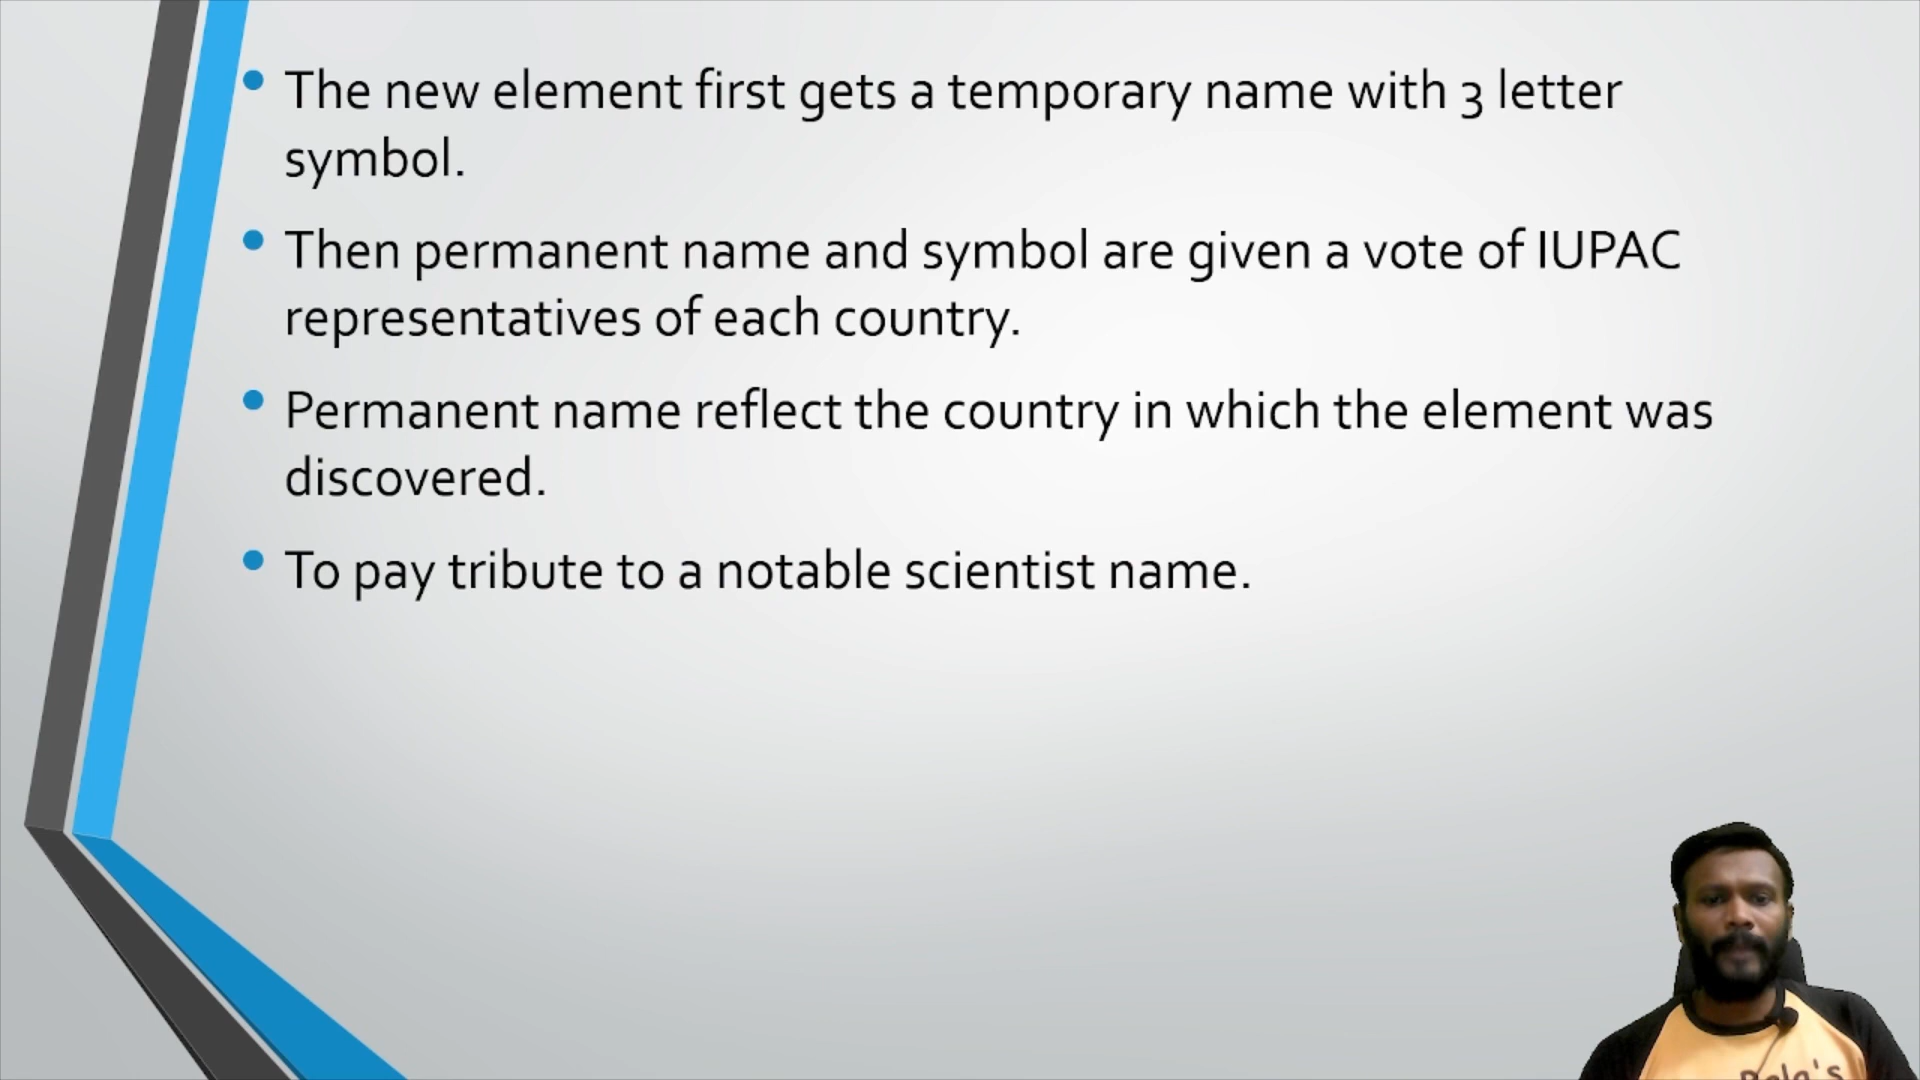 • The new element first gets a temporary name with 3 letter
symbol.
• Then permanent name and symbol are given a vote of IUPAC
representatives of each country.
• Permanent name reflect the country in which the element was
discovered.
• To pay tribute to a notable scientist name.